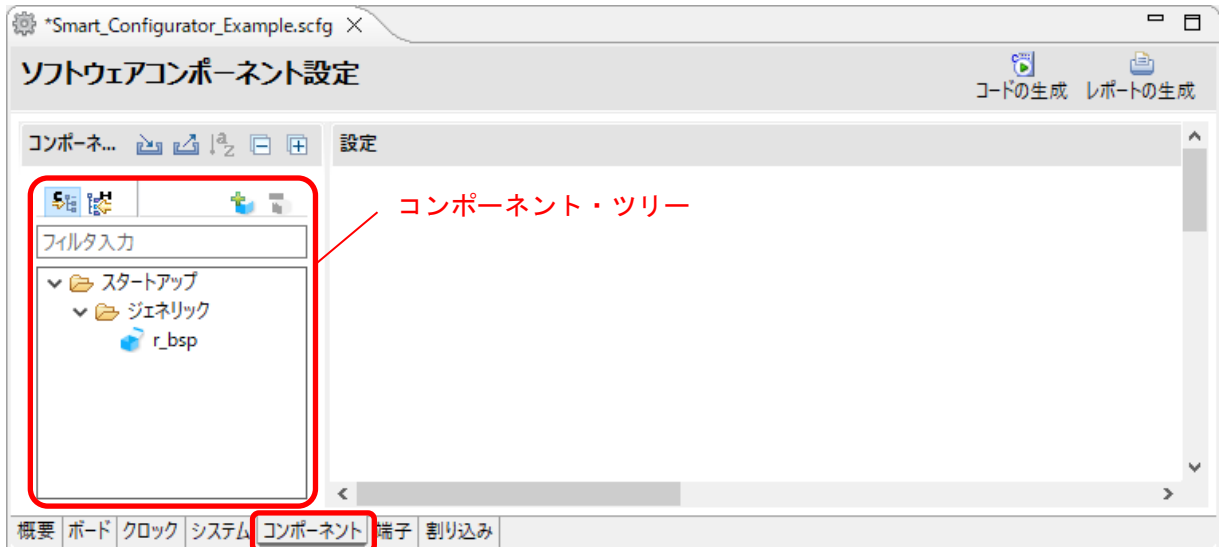 *Smart_Configurator_Example.scfg
ソフトウェアコンポーネント設定
コードの生成 レポートの生成
コンポーネ... 設定
コンポーネント・ツリー
フィルタ入力
スタートアップ
ジェネリック
r_bsp
概要 ボード クロック システム コンポーネント 端子 割り込み